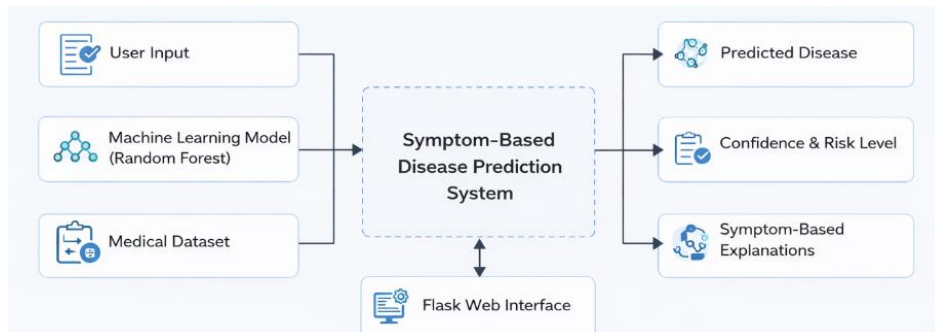 User Input
Machine Learning Model
(Random Forest)
Medical Dataset
Symptom-Based
Disease Prediction
System
Flask Web Interface
Predicted Disease
Confidence & Risk Level
Symptom-Based
Explanations